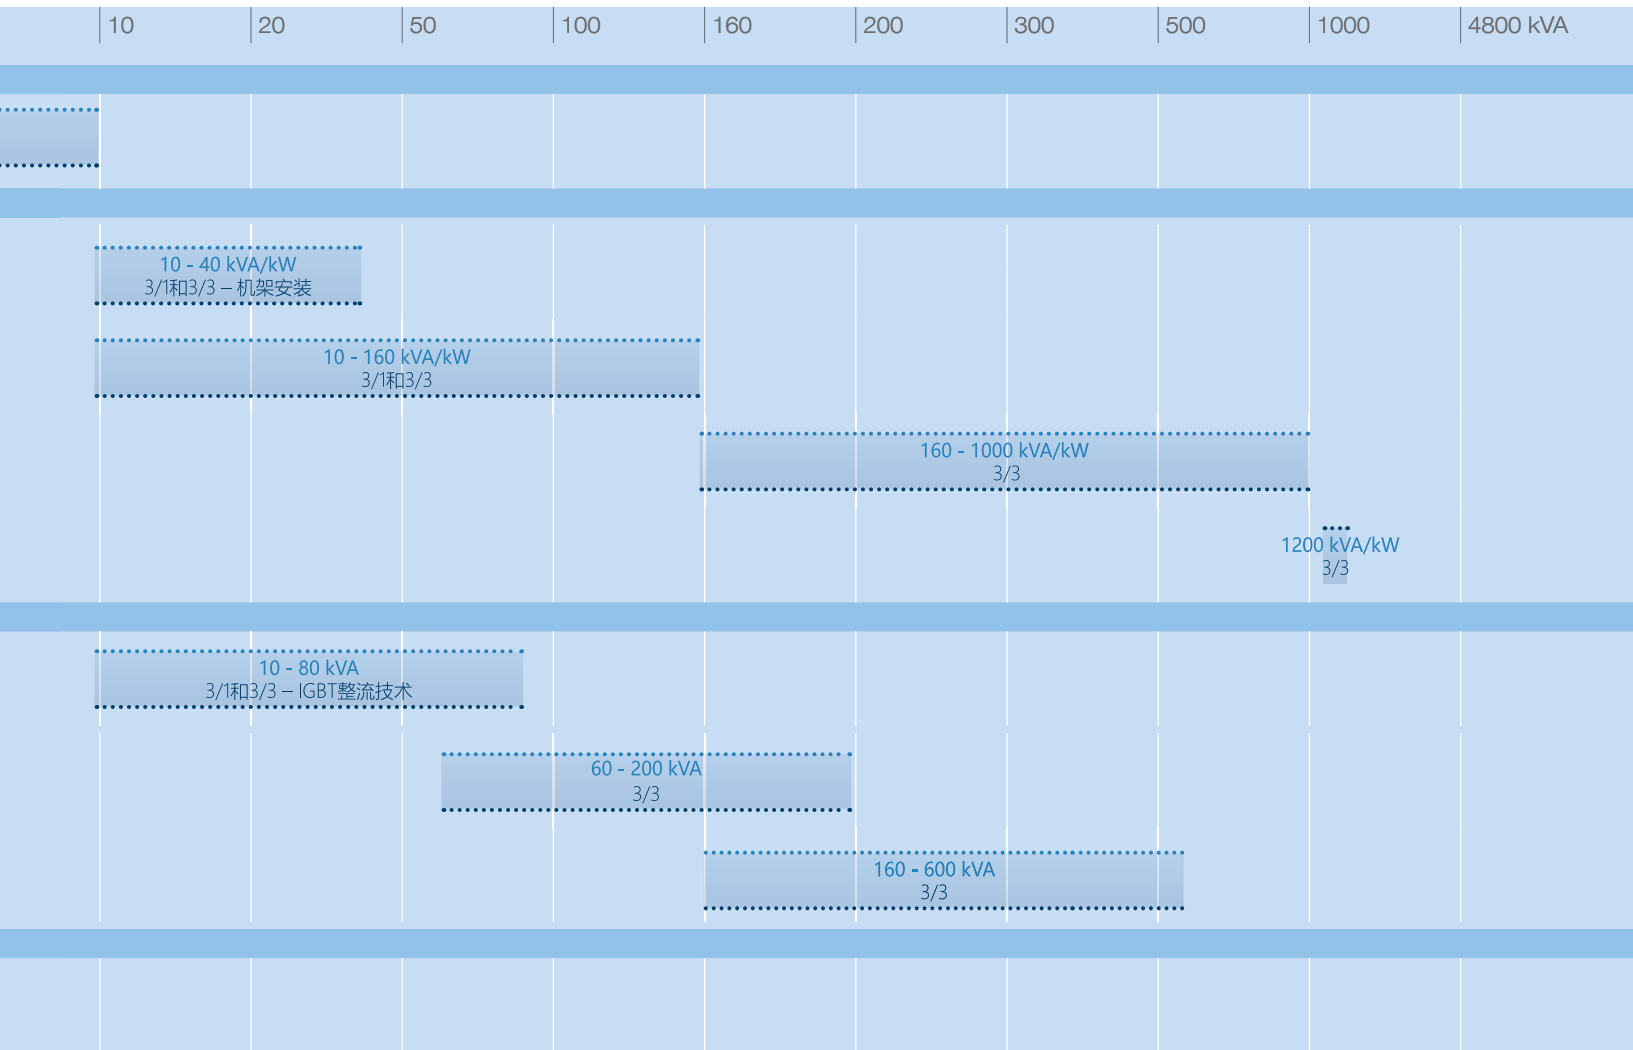 10 20 50 100 160 200 300 500 1000 4800 kVA
10 - 40 kVA/kW
3/1和3/3 – 机架安装
10 - 160 kVA/kW
3/1和3/3
160 - 1000 kVA/kW
3/3
1200 kVA/kW
3/3
10 - 80 kVA
3/1和3/3 – IGBT整流技术
60 - 200 kVA
3/3
160 - 600 kVA
3/3